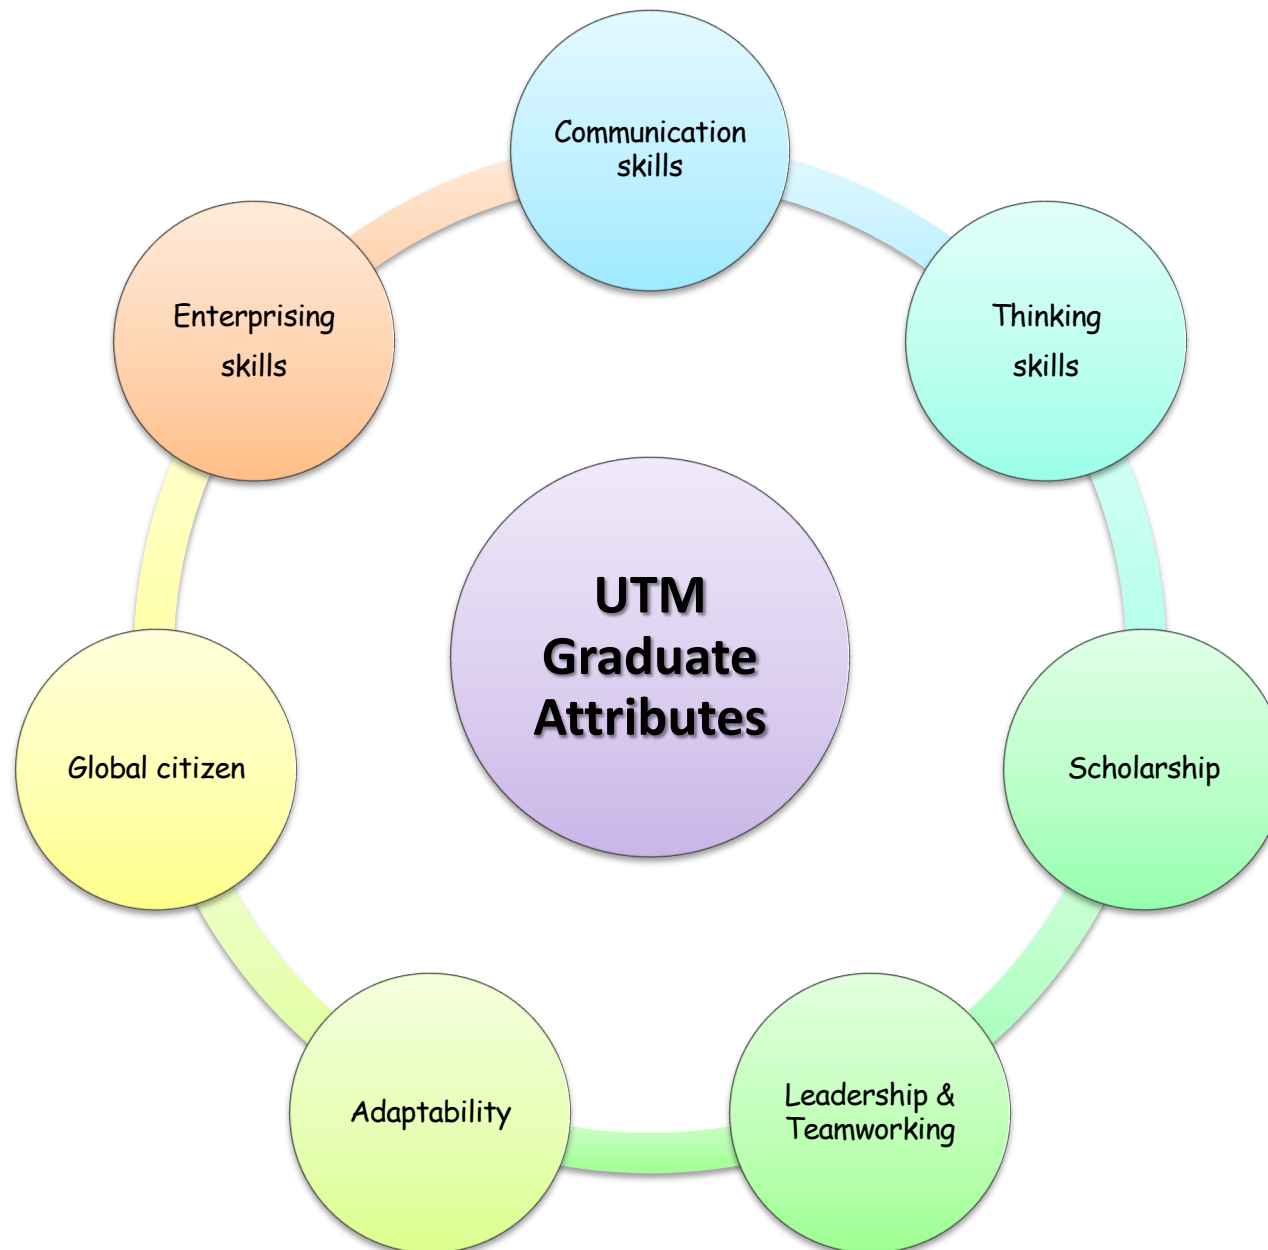 Communication
skills
Thinking
skills
Scholarship
Leadership &
Teamworking
Adaptability
Global citizen
Enterprising
skills
UTM
Graduate
Attributes